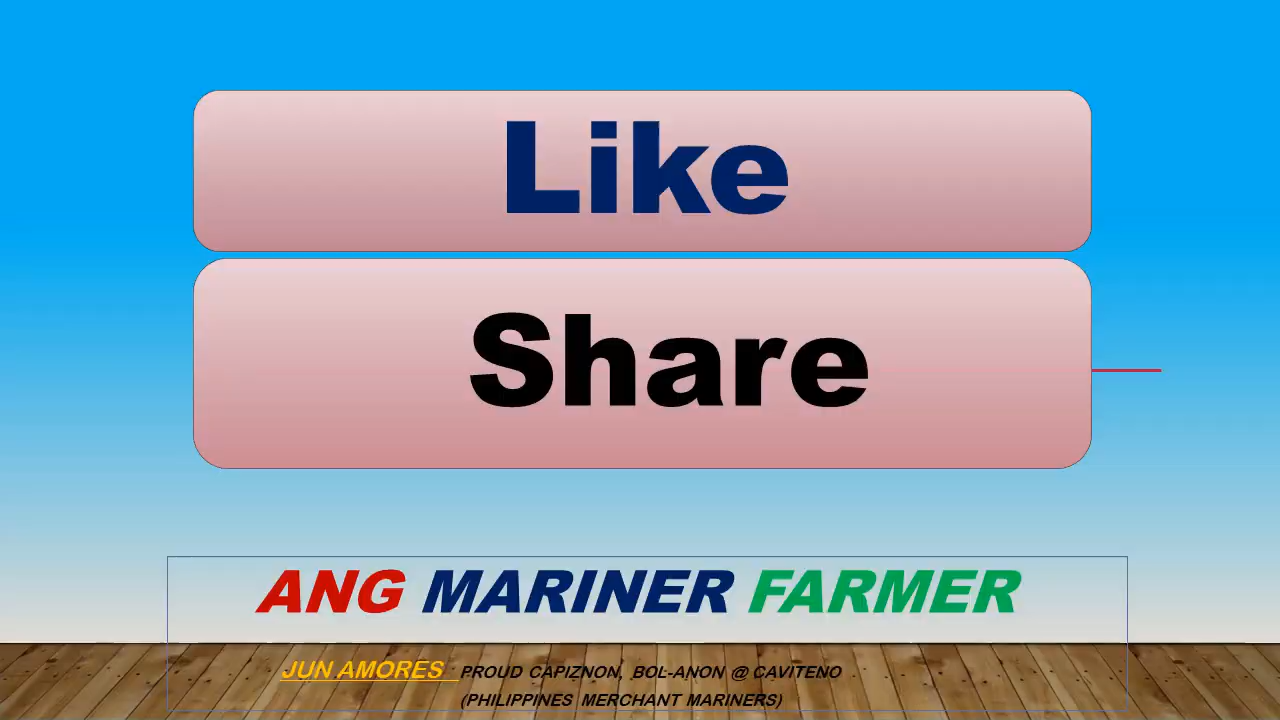 Like
Share
ANG MARINER FARMER
JUN AMORES PROUD CAPIZNON, BOL-ANON @ CAVITENO
(PHILIPPINES MERCHANT MARINERS)